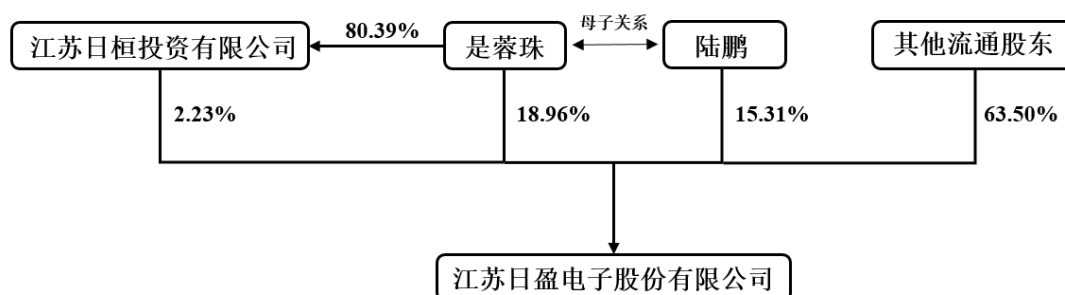 母子关系
江苏日桓投资有限公司
80.39%
是蓉珠
陆鹏
其他流通股东
2.23%
18.96%
15.31%
63.50%
江苏日盈电子股份有限公司